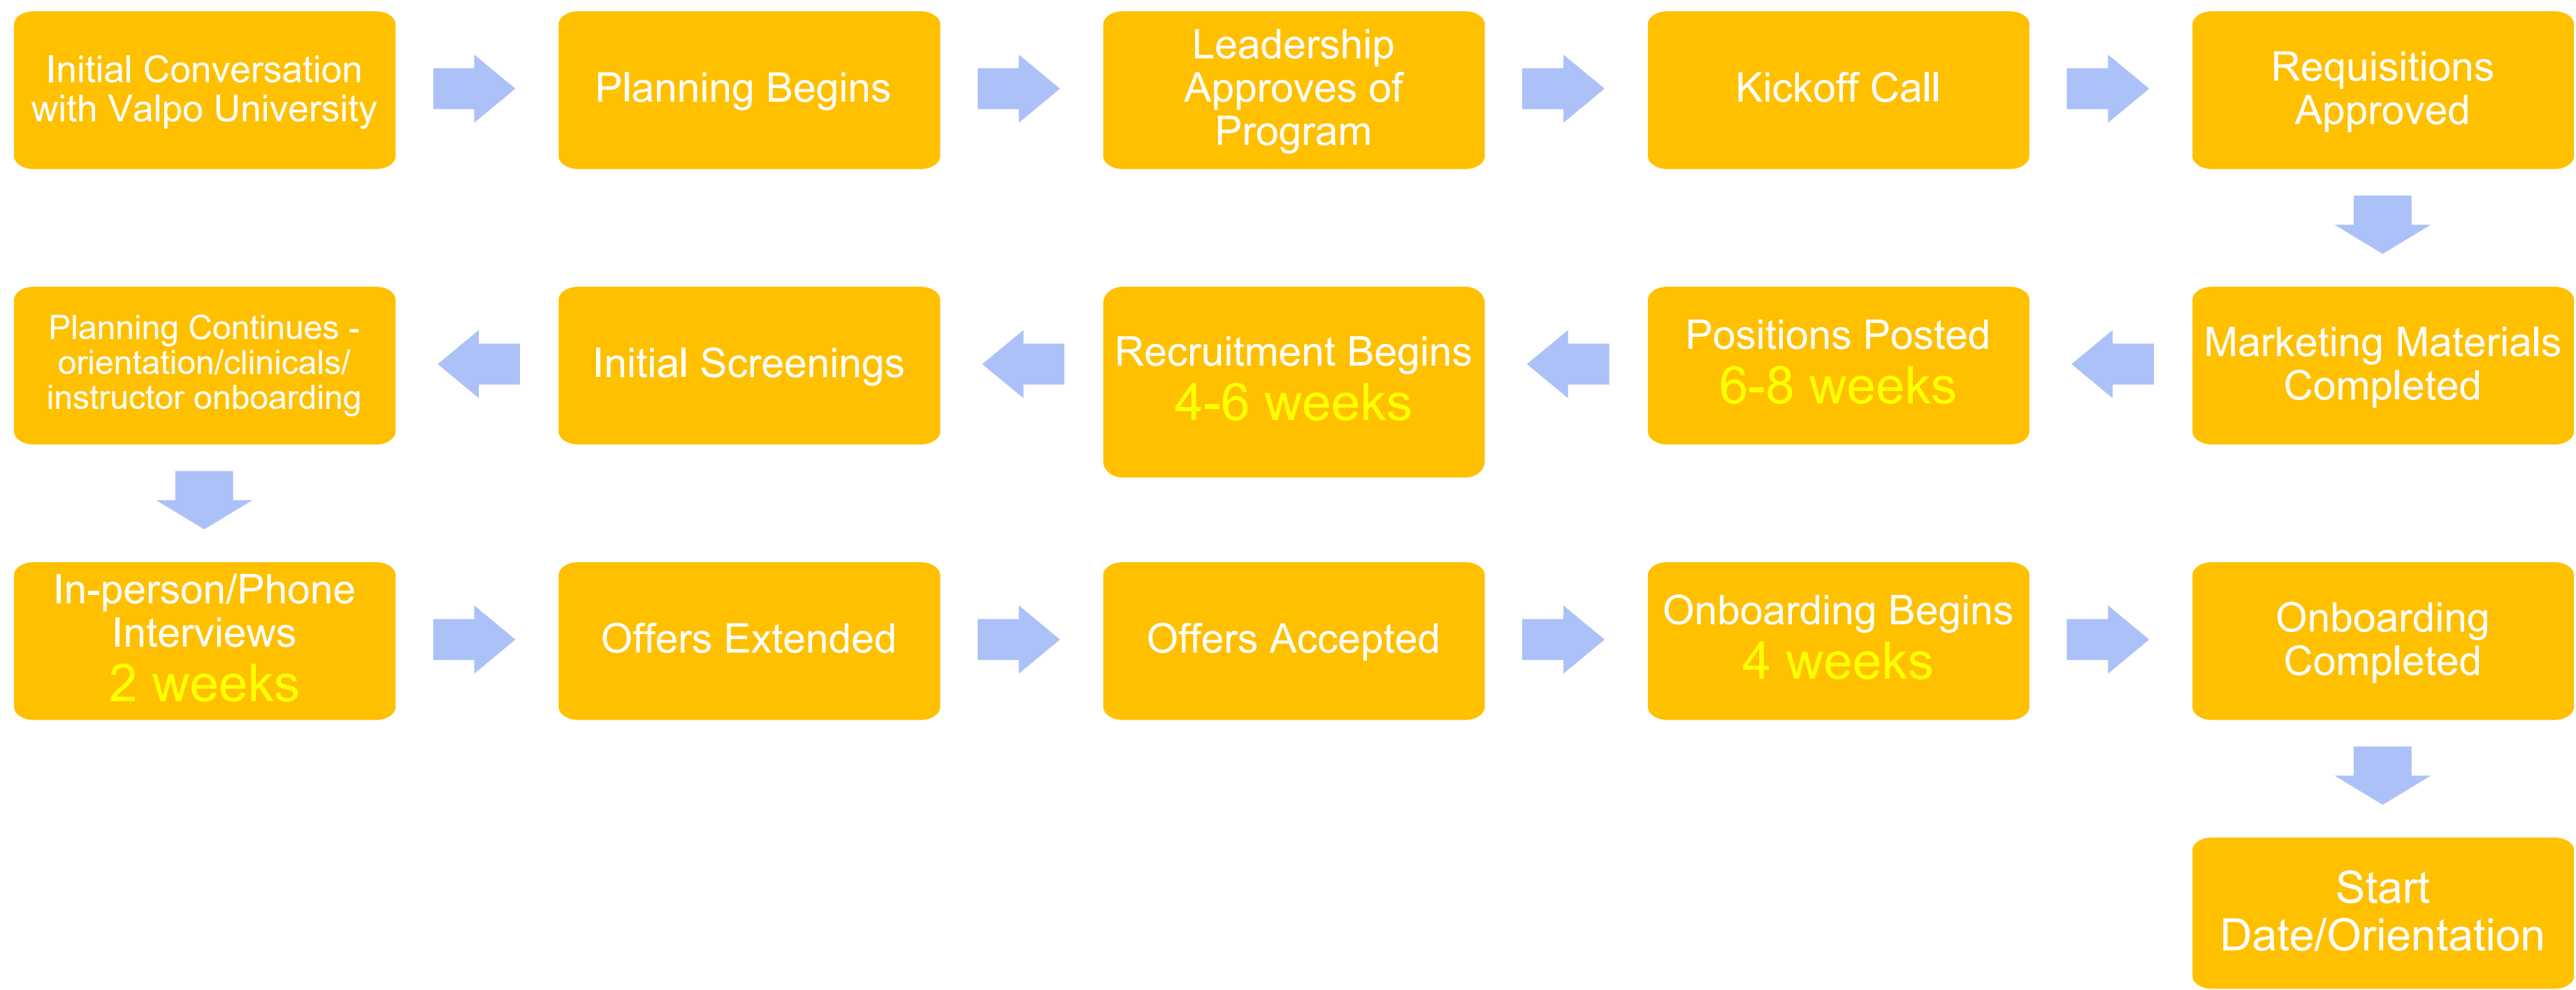 Initial Conversation
with Valpo University
Planning Begins
Leadership
Approves of
Program
Kickoff Call
Requisitions
Approved
Marketing Materials
Completed
Positions Posted
6-8 weeks
Recruitment Begins
4-6 weeks
Initial Screenings
Planning Continues -
orientation/clinicals/
instructor onboarding
In-person/Phone
Interviews
2 weeks
Offers Extended
Offers Accepted
Onboarding Begins
4 weeks
Onboarding
Completed
Start
Date/Orientation